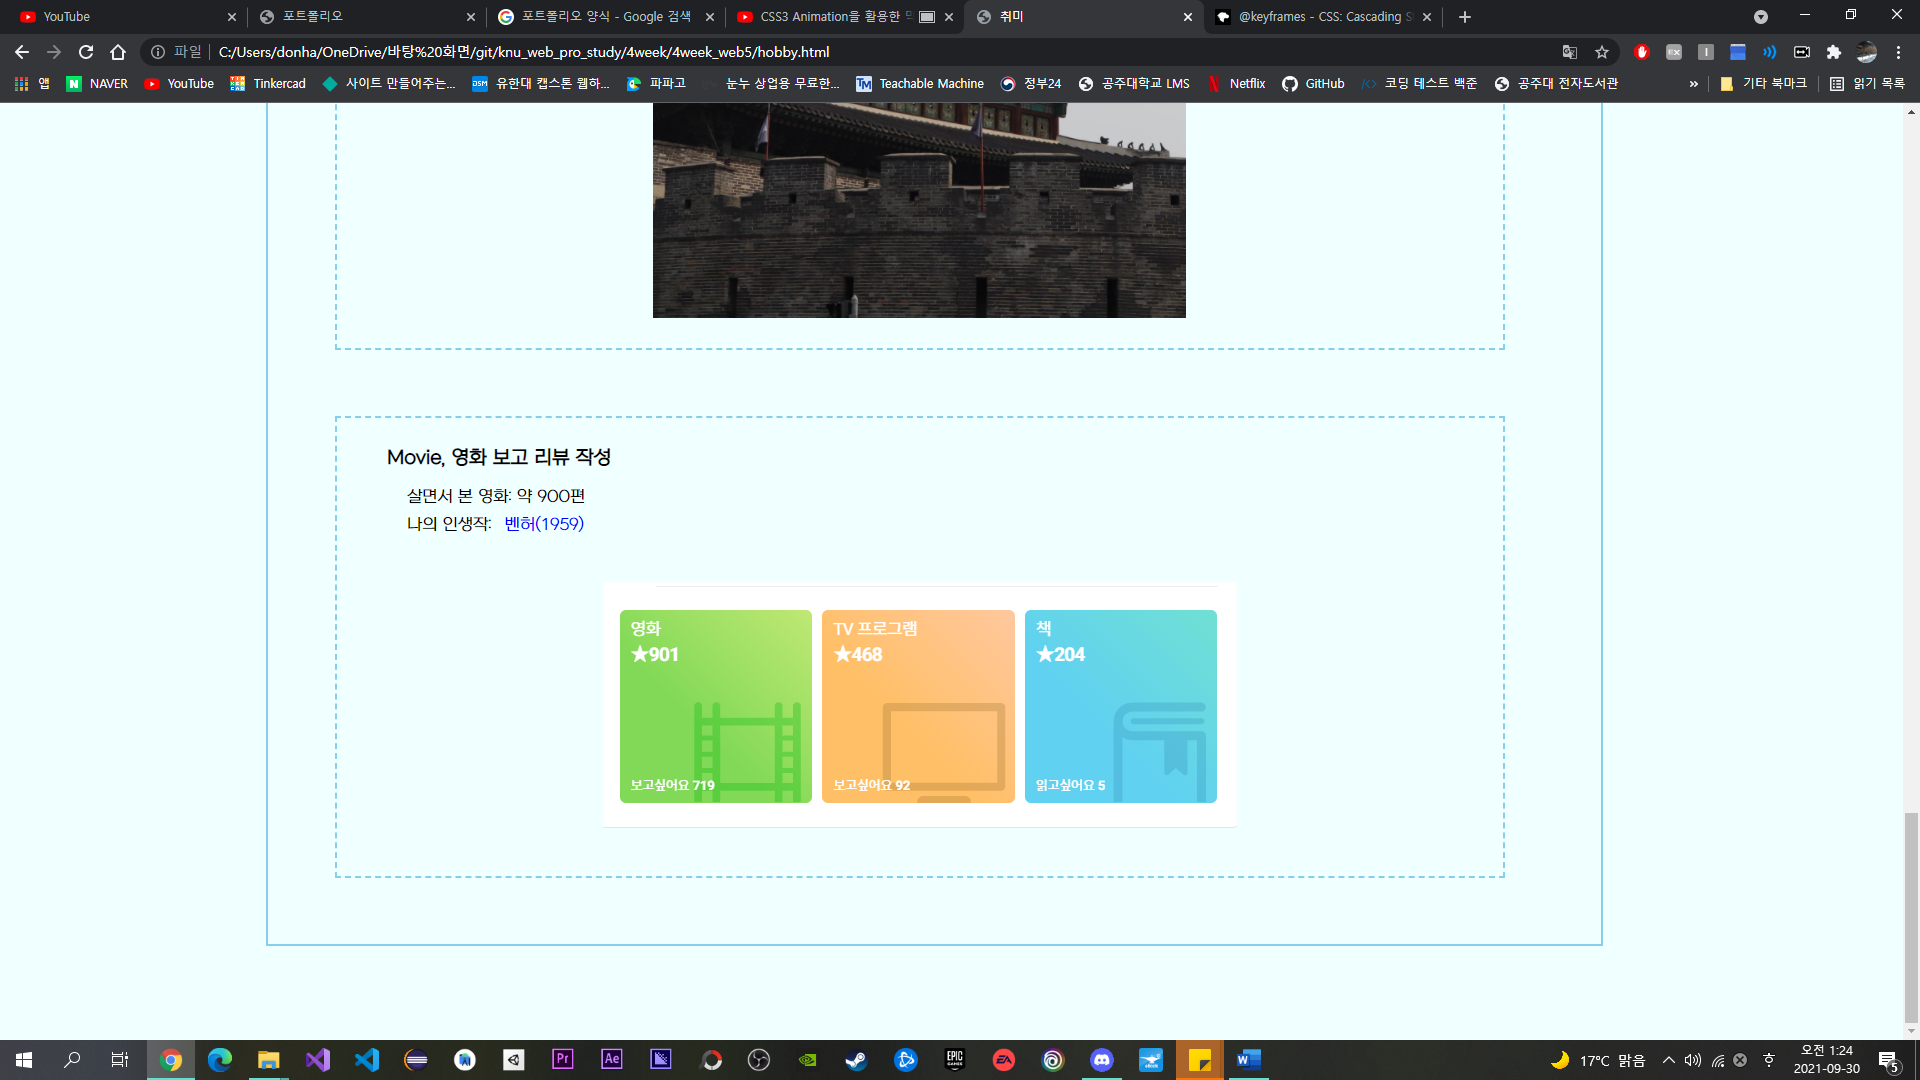 YouTube
포트폴리오
포트폴리오 양식 - Google 검색
CSS3 Animation을 활용한
취미
@keyframes - CSS: Cascading S
파일
C:/Users/donha/OneDrive/바탕%20화면/git/knu_web_pro_study/4week/4week_web5/hobby.html
앱
NAVER
YouTube
Tinkercad
사이트 만들어주는...
유한대 캡스톤 웹하...
파파고
눈누 상업용 무료한...
Teachable Machine
정부24
공주대학교 LMS
Netflix
GitHub
코딩 테스트 백준
공주대 전자도서관
»
기타 북마크
읽기 목록
Movie, 영화 보고 리뷰 작성
살면서 본 영화: 약 900편
나의 인생작: 벤허(1959)
영화
★901
보고싶어요 719
TV 프로그램
★468
보고싶어요 92
책
★204
읽고싶어요 5
17°C 맑음
오전 1:24
2021-09-30
5